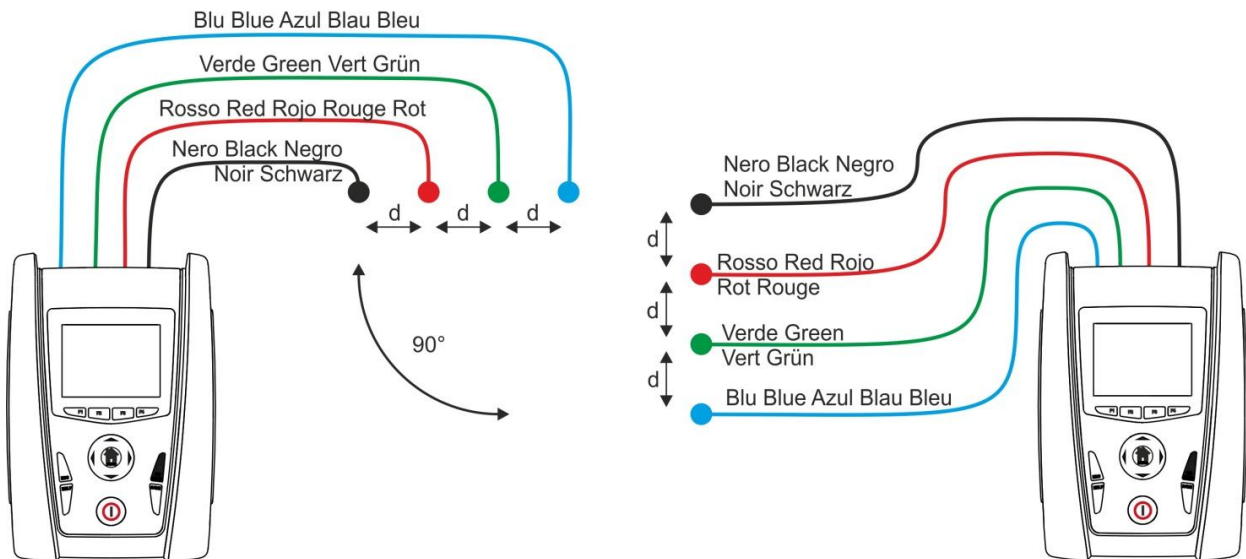 Blu Blue Azul Blau Bleu
Verde Green Vert Grün
Rosso Red Rojo Rouge Rot
Nero Black Negro
Noir Schwarz
d
d
d
90°
Nero Black Negro
Noir Schwarz
d
Rosso Red Rojo
Rot Rouge
d
Verde Green
Vert Grün
d
Blu Blue Azul Blau Bleu